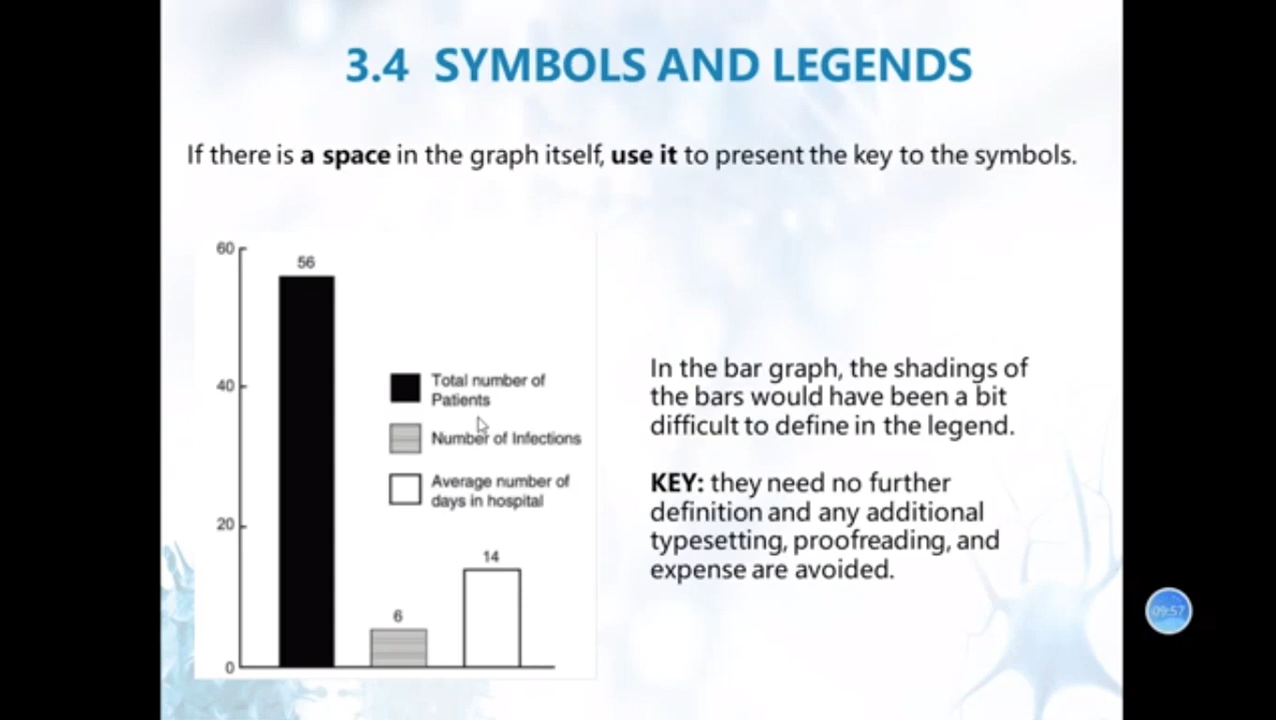 3.4 SYMBOLS AND LEGENDS
If there is a space in the graph itself, use it to present the key to the symbols.
60
56
40
20
0
Total number of
Patients
Number of Infections
Average number of
days in hospital
14
6
In the bar graph, the shadings of
the bars would have been a bit
difficult to define in the legend.
KEY: they need no further
definition and any additional
typesetting, proofreading, and
expense are avoided.
09:57